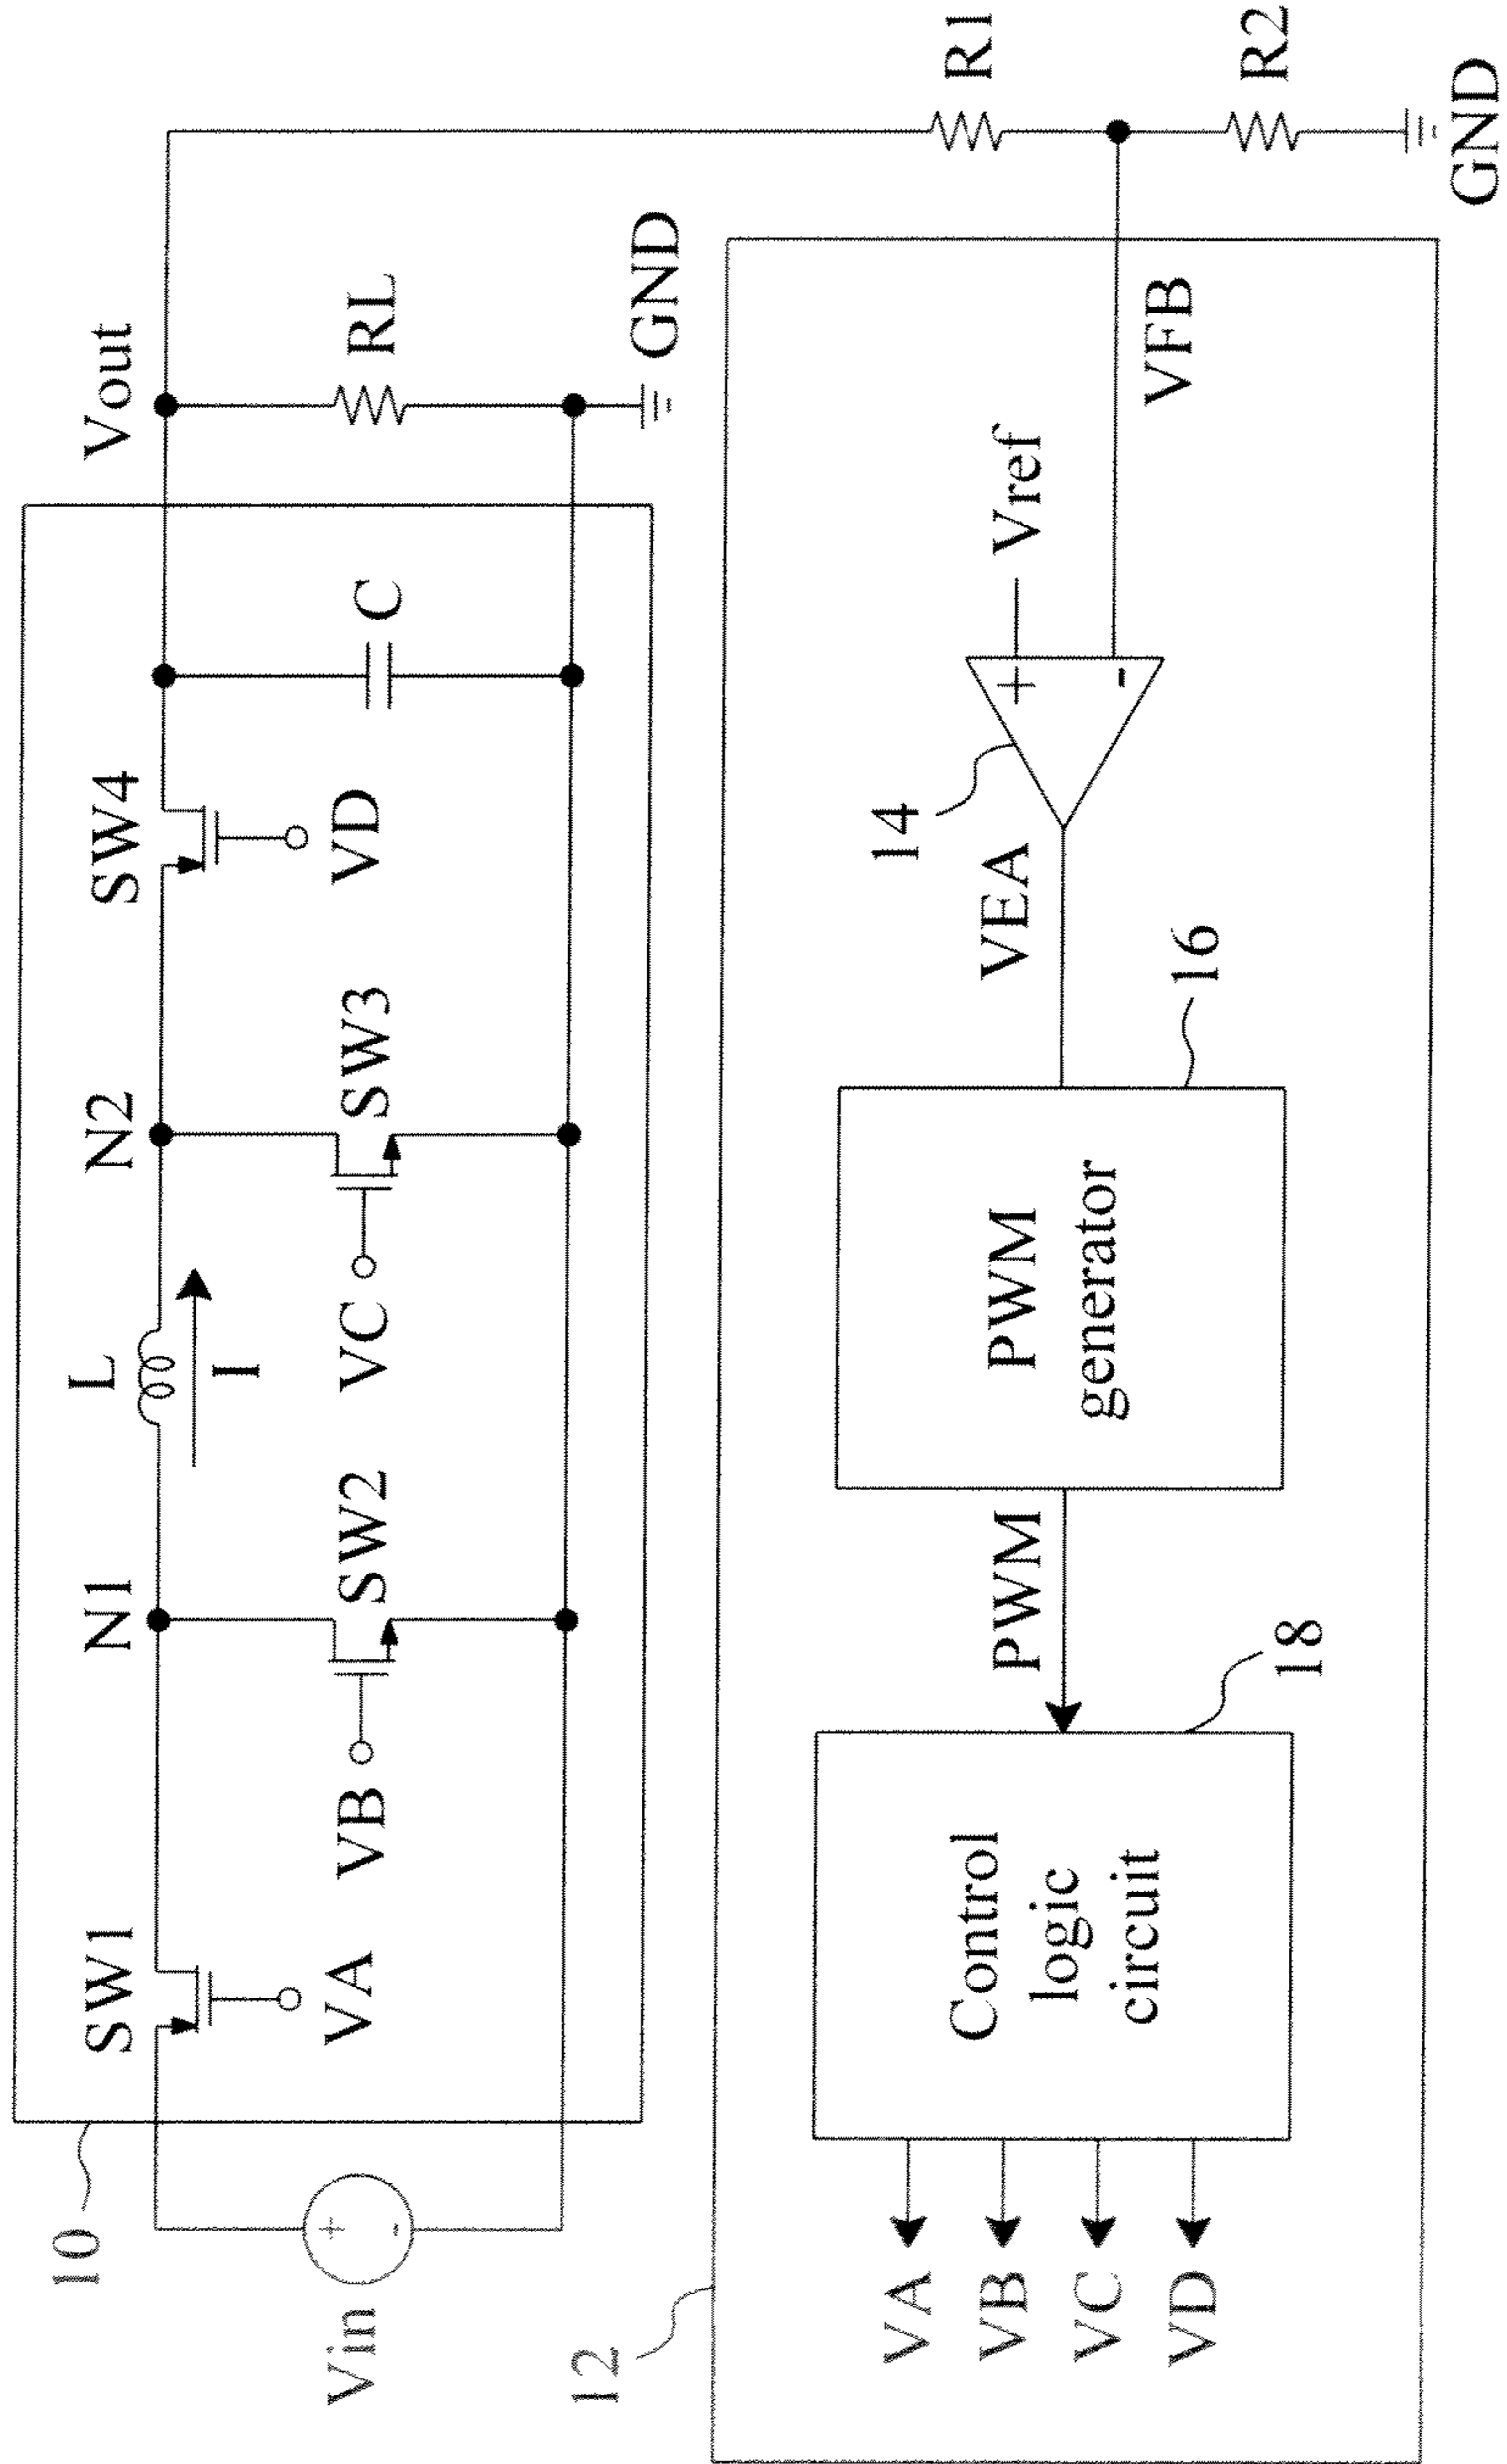 10
Vin
SW1
VA
N1
SW2
VB
L
I
N2
SW3
VC
SW4
VD
C
Vout
RL
GND
R1
R2
GND
12
VA
VB
VC
VD
Control
logic
circuit
18
PWM
PWM
generator
16
VEA
14
+
-
Vref
VFB
+
-